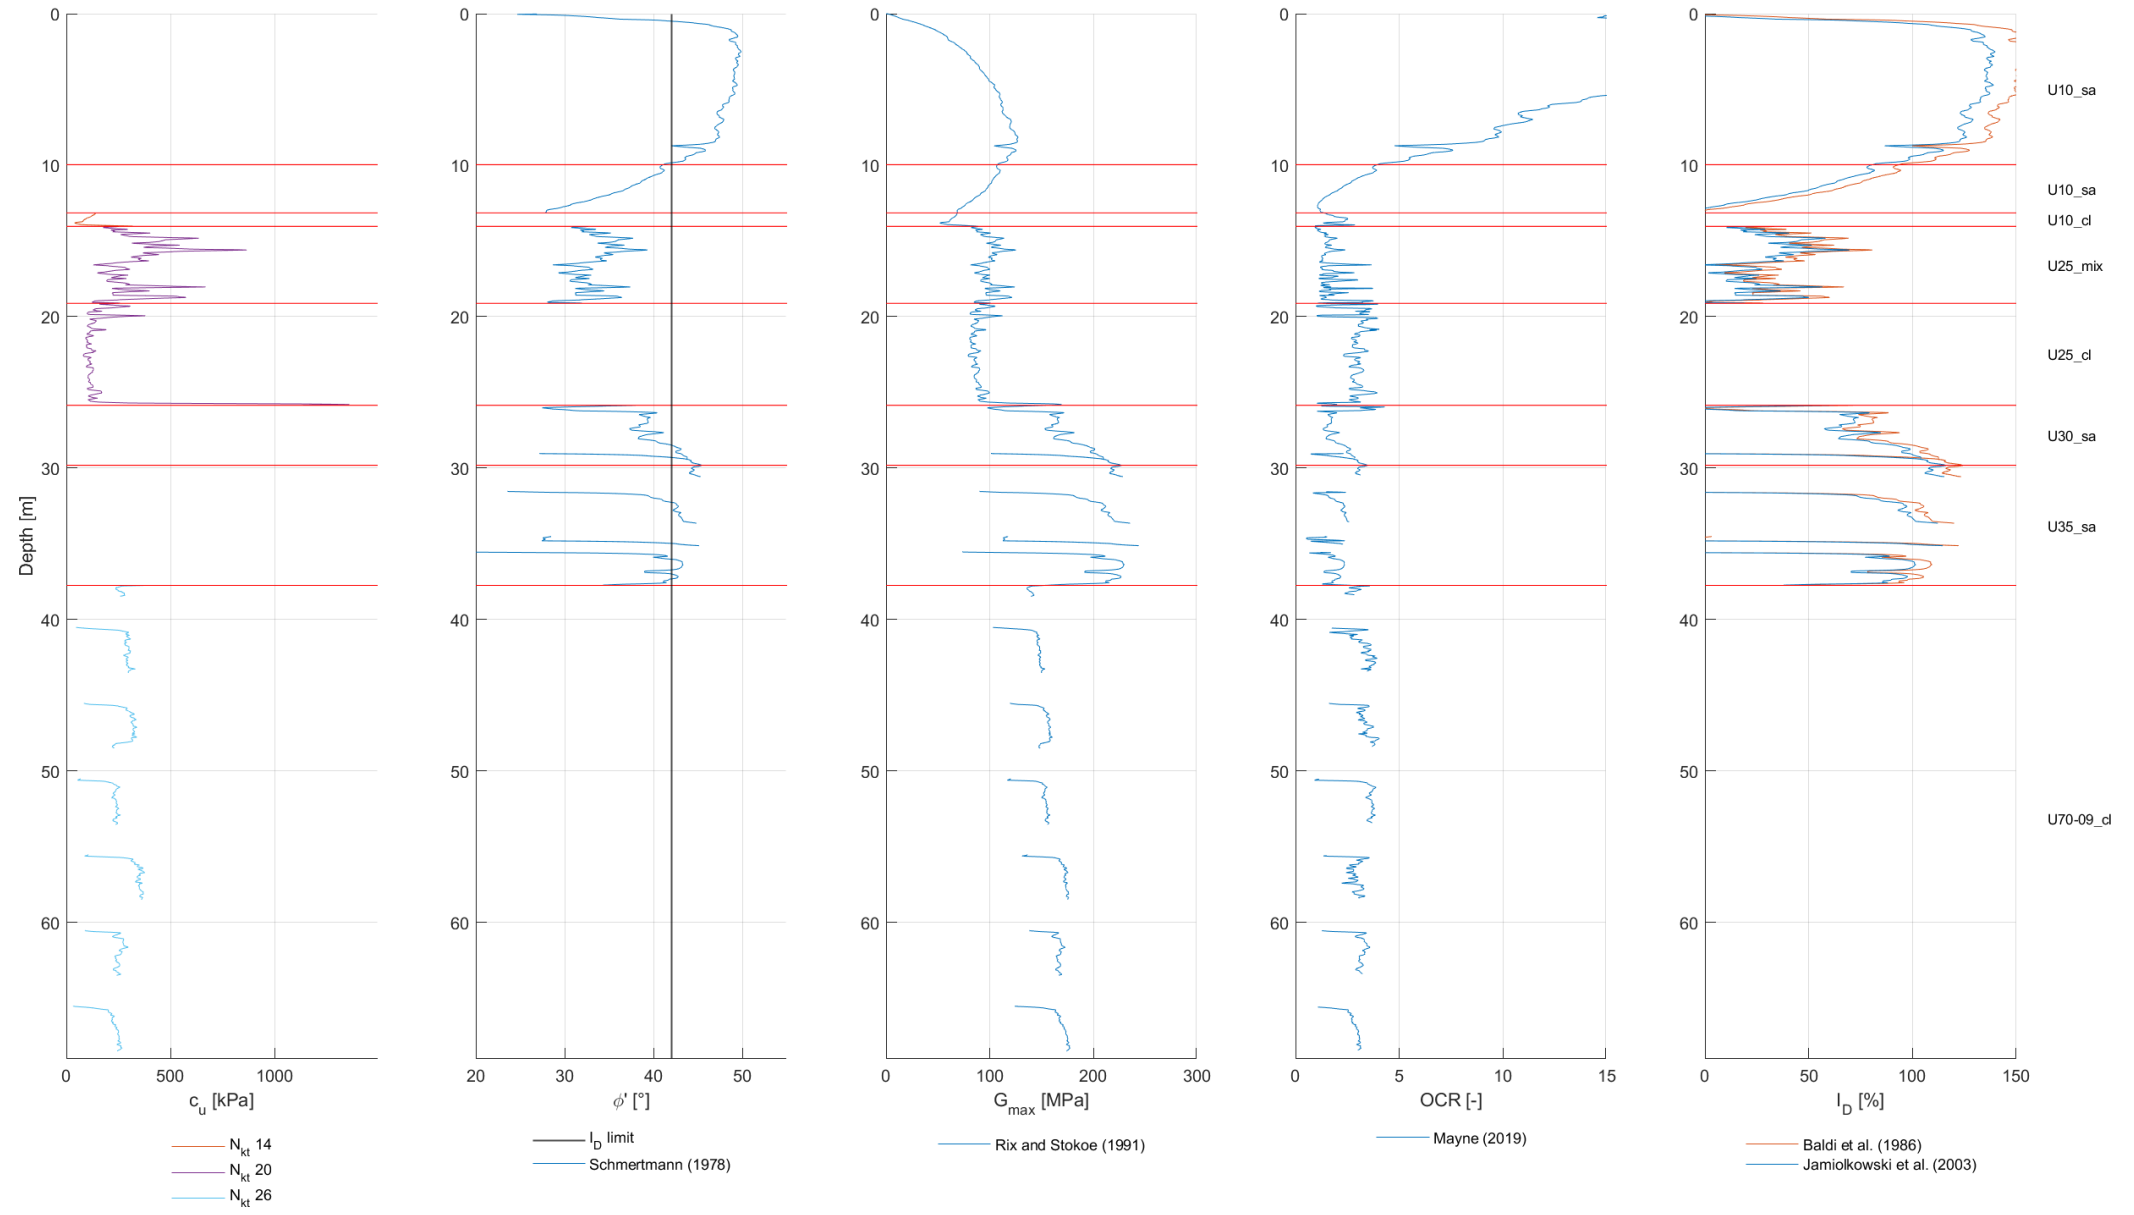 0 0 0 0 0
U10_sa
10 10 10 10 10
U10_sa
U10_cl
U25_mix
20 20 20 20 20
U25_cl
U30_sa
30 30 30 30 30
Depth [m]
U35_sa
40 40 40 40 40
50 50 50 50 50
U70-09_cl
60 60 60 60 60
0 500 1000 20 30 40 50 0 100 200 300 0 5 10 15 0 50 100 150
c_u [kPa] ϕ' [°] G_max [MPa] OCR [-] I_D [%]
N_kt 14 I_D limit Rix and Stokoe (1991) Mayne (2019) Baldi et al. (1986)
N_kt 20 Schmertmann (1978) Jamiolkowski et al. (2003)
N_kt 26